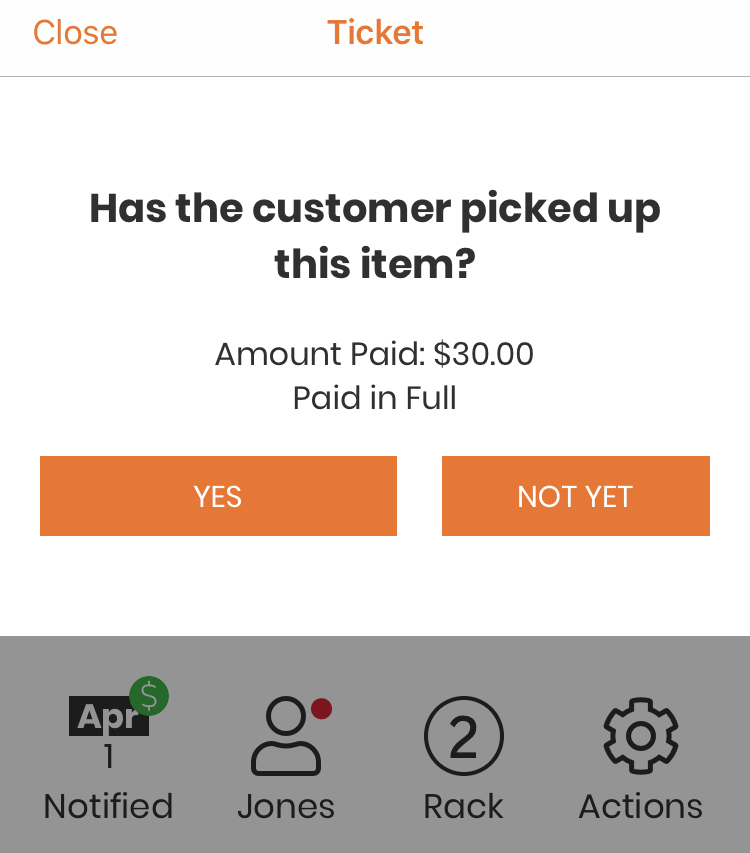 Close Ticket
Has the customer picked up
this item?
Amount Paid: $30.00
Paid in Full
YES NOT YET
$
Apr
1 2
Notified Jones Rack Actions